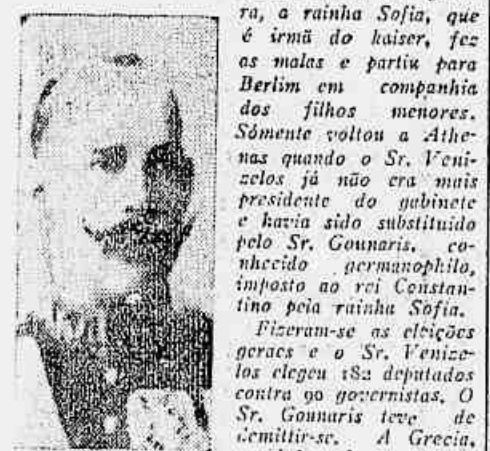 ra, a rainha Sofia, que
é irmã do kaiser, fez
as malas e partiu para
Berlim em companhia
dos filhos menores.
Sómente voltou a Athe-
nas quando o Sr. Veni-
zelos já não era mais
presidente do gabinete
e havia sido substituido
pelo Sr. Gounaris, co-
nhecido germanophilo,
imposto ao rei Constan-
tino pela rainha Sofia.
Fizeram-se as eleições
geraes e o Sr. Venize-
los elegeu 182 deputados
contra 90 governistas. O
Sr. Gounaris teve de
demittir-se. A Grecia,